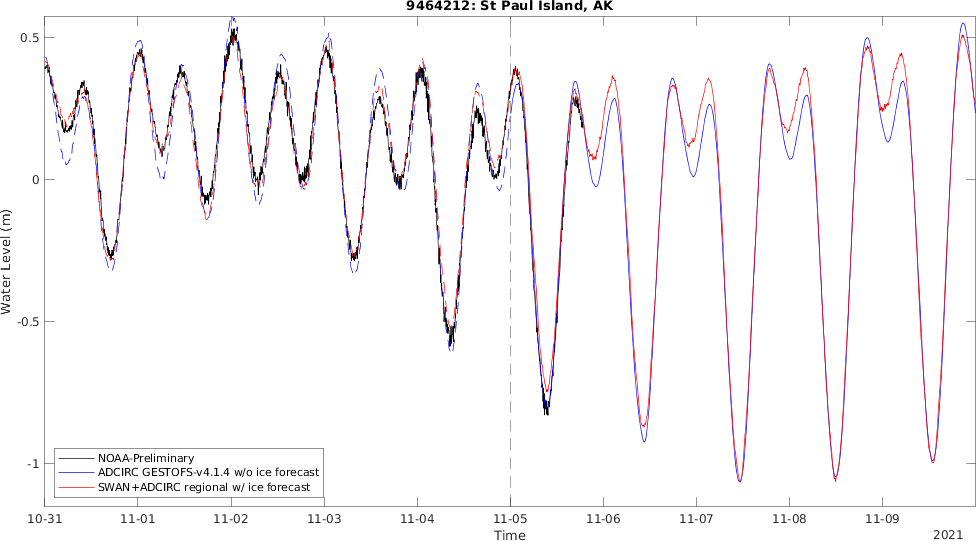 9464212: St Paul Island, AK
0.5
0
-0.5
-1
Water Level (m)
NOAA-Preliminary
ADCIRC GESTOFS-v4.1.4 w/o ice forecast
SWAN+ADCIRC regional w/ ice forecast
10-31 11-01 11-02 11-03 11-04 11-05 11-06 11-07 11-08 11-09
Time
2021